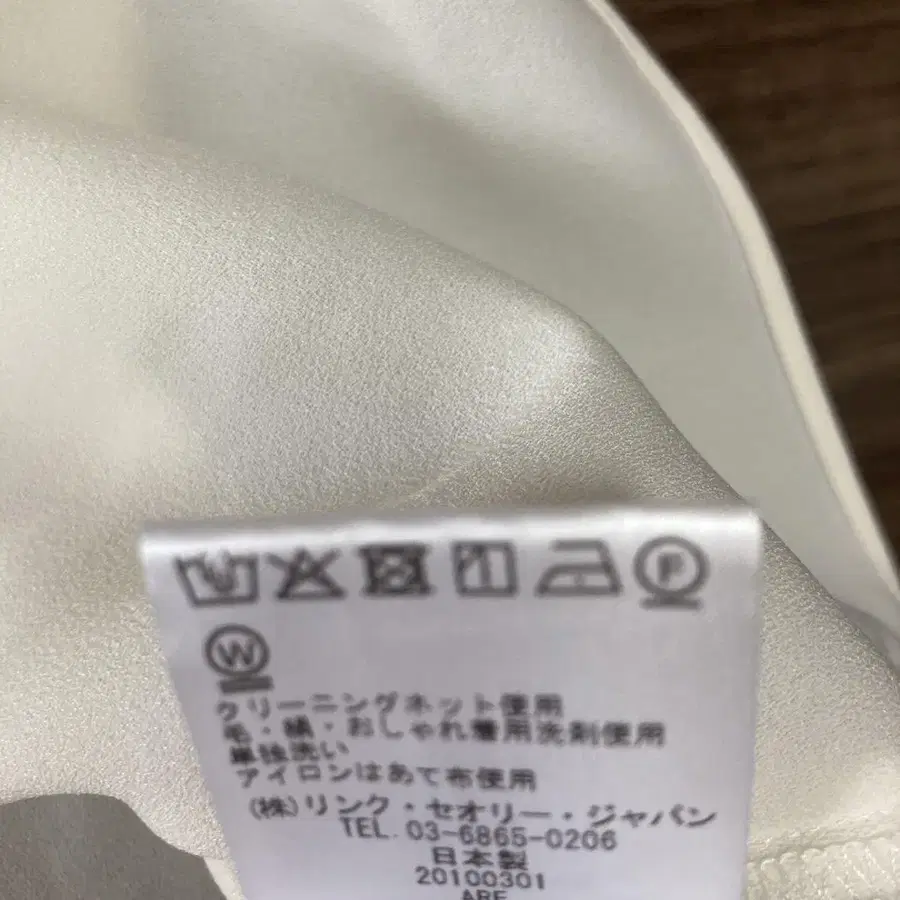 P
W
クリーニングネット使用
毛・絹・おしゃれ着用洗剤使用
単独洗い
アイロンはあて布使用
(株)リンク・セオリー・ジャパン
TEL. 03-6865-0206
日本製
20100301